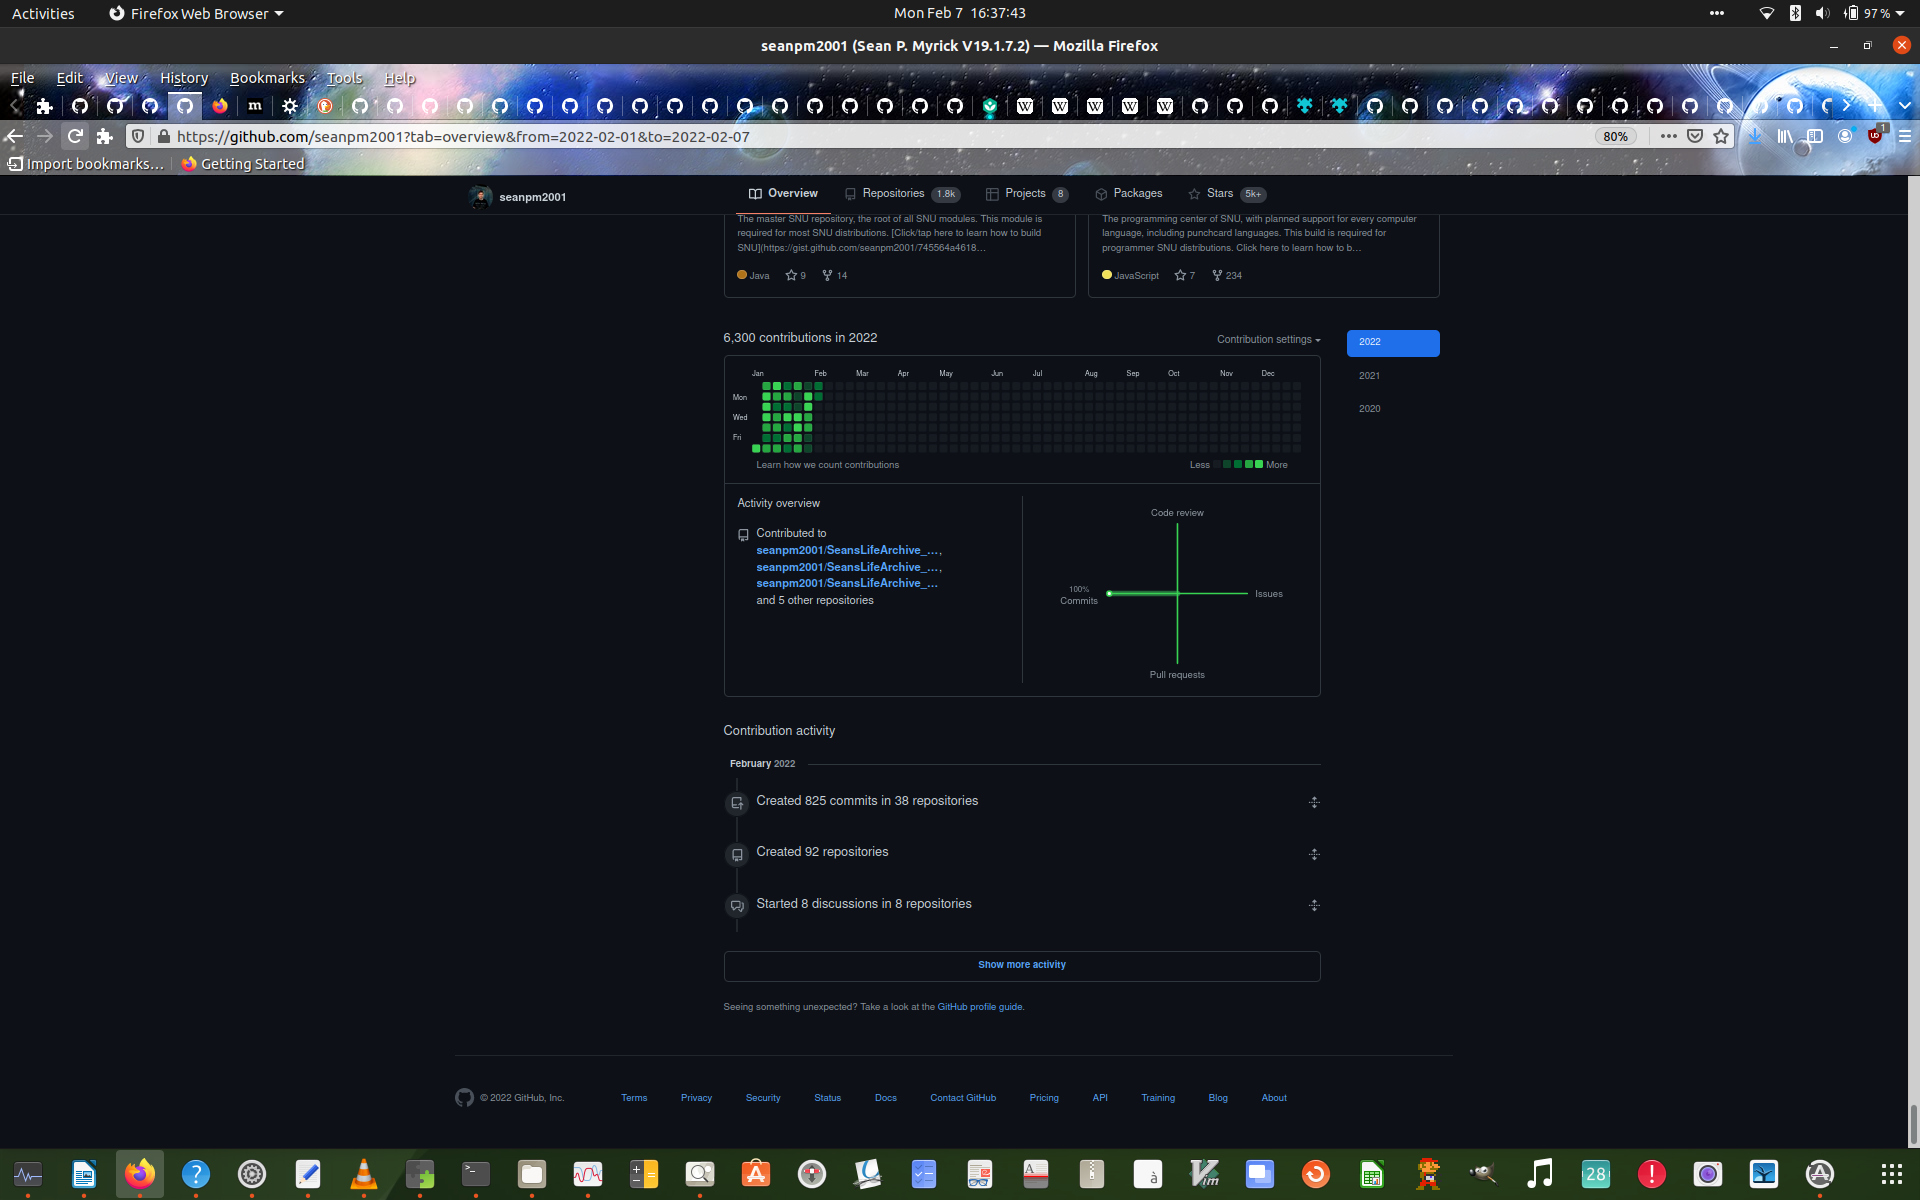 Activities
Firefox Web Browser
Mon Feb 7 16:37:43
97 %
seanpm2001 (Sean P. Myrick V19.1.7.2) — Mozilla Firefox
File Edit View History Bookmarks Tools Help
https://github.com/seanpm2001?tab=overview&from=2022-02-01&to=2022-02-07
80%
1
Import bookmarks…
Getting Started
seanpm2001
Overview
Repositories 1.8k
Projects 8
Packages
Stars 5k+
The master SNU repository, the root of all SNU modules. This module is
required for most SNU distributions. [Click/tap here to learn how to build
SNU](https://gist.github.com/seanpm2001/745564a4618…
Java 9 14
The programming center of SNU, with planned support for every computer
language, including punchcard languages. This build is required for
programmer SNU distributions. Click here to learn how to b…
JavaScript 7 234
6,300 contributions in 2022
Contribution settings
2022
2021
2020
Jan Feb Mar Apr May Jun Jul Aug Sep Oct Nov Dec
Mon
Wed
Fri
Learn how we count contributions
Less More
Activity overview
Contributed to
seanpm2001/SeansLifeArchive_…,
seanpm2001/SeansLifeArchive_…,
seanpm2001/SeansLifeArchive_…
and 5 other repositories
Code review
100%
Commits
Issues
Pull requests
Contribution activity
February 2022
Created 825 commits in 38 repositories
Created 92 repositories
Started 8 discussions in 8 repositories
Show more activity
Seeing something unexpected? Take a look at the GitHub profile guide.
© 2022 GitHub, Inc.
Terms
Privacy
Security
Status
Docs
Contact GitHub
Pricing
API
Training
Blog
About
28